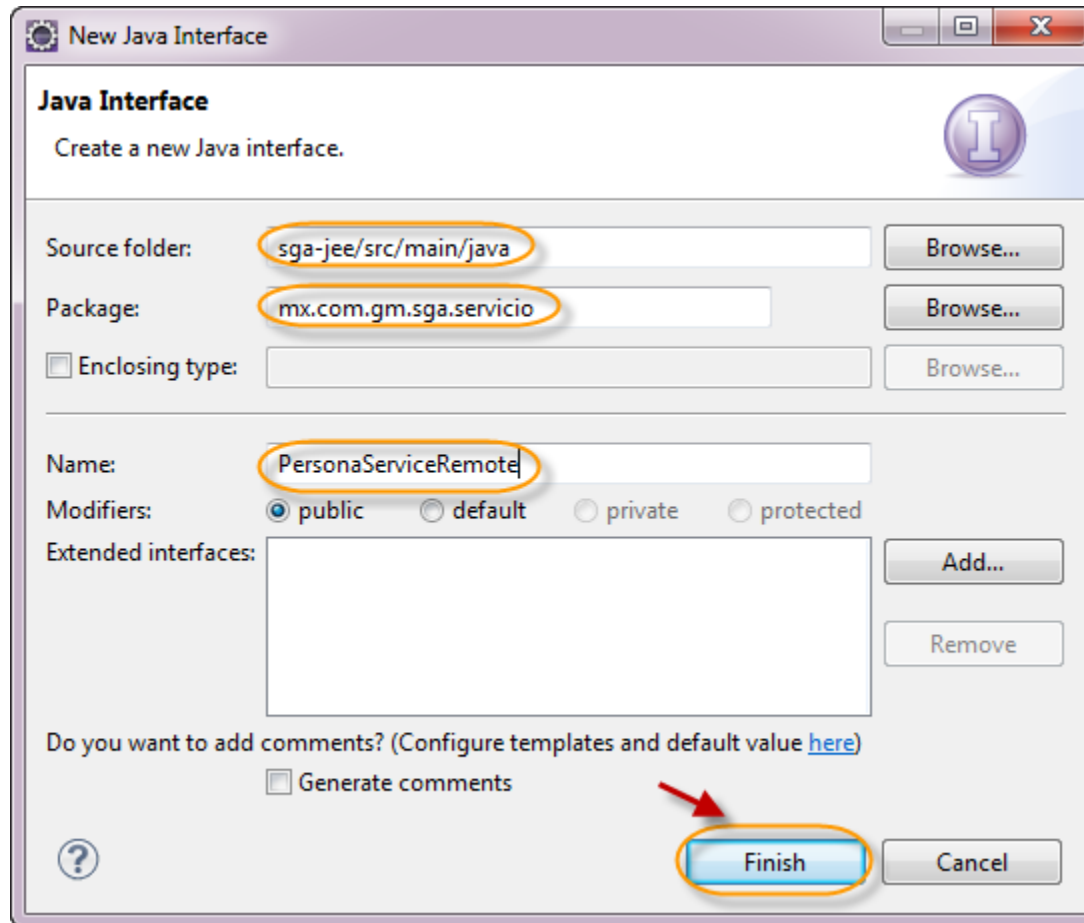 New Java Interface
Java Interface
Create a new Java interface.
Source folder: sga-jee/src/main/java Browse...
Package: mx.com.gm.sga.servicio Browse...
Enclosing type: Browse...
Name: PersonaServiceRemote
Modifiers: public default private protected
Extended interfaces: Add...
Remove
Do you want to add comments? (Configure templates and default value here)
Generate comments
Finish Cancel